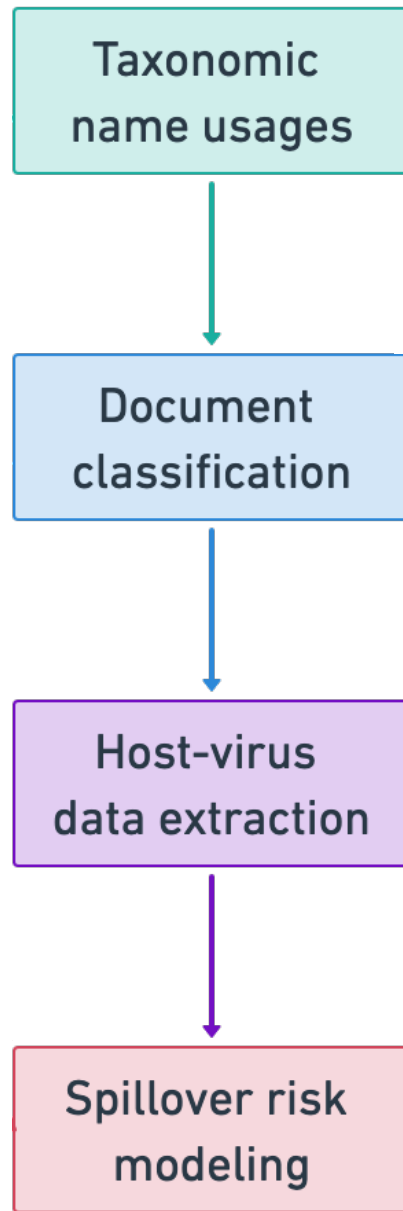 Taxonomic
name usages
Document
classification
Host-virus
data extraction
Spillover risk
modeling